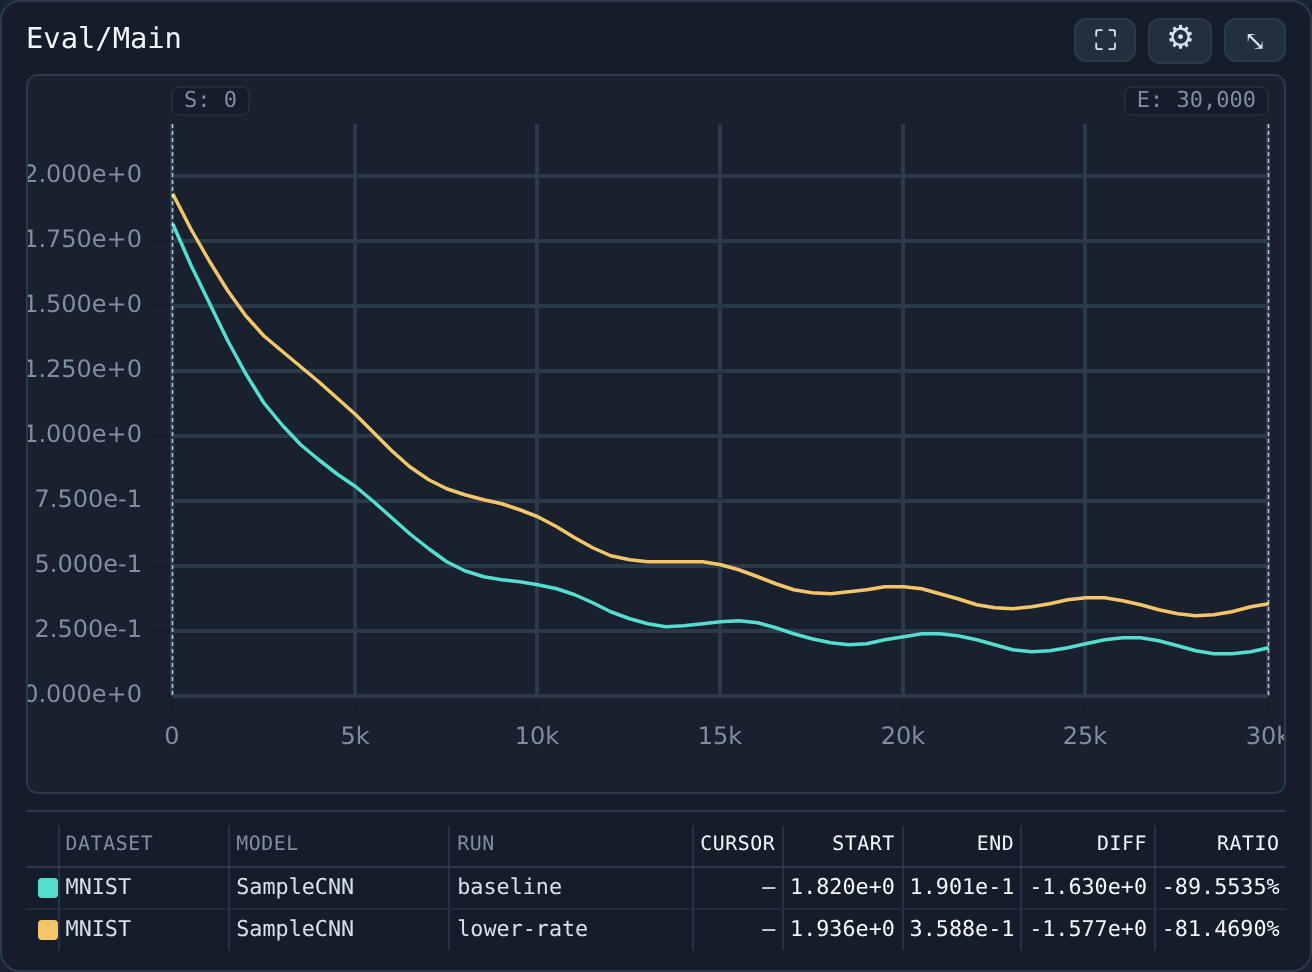 Eval/Main
S: 0
E: 30,000
2.000e+0
1.750e+0
1.500e+0
1.250e+0
1.000e+0
7.500e-1
5.000e-1
2.500e-1
0.000e+0
0 5k 10k 15k 20k 25k 30k
DATASET MODEL RUN CURSOR START END DIFF RATIO
MNIST SampleCNN baseline — 1.820e+0 1.901e-1 -1.630e+0 -89.5535%
MNIST SampleCNN lower-rate — 1.936e+0 3.588e-1 -1.577e+0 -81.4690%